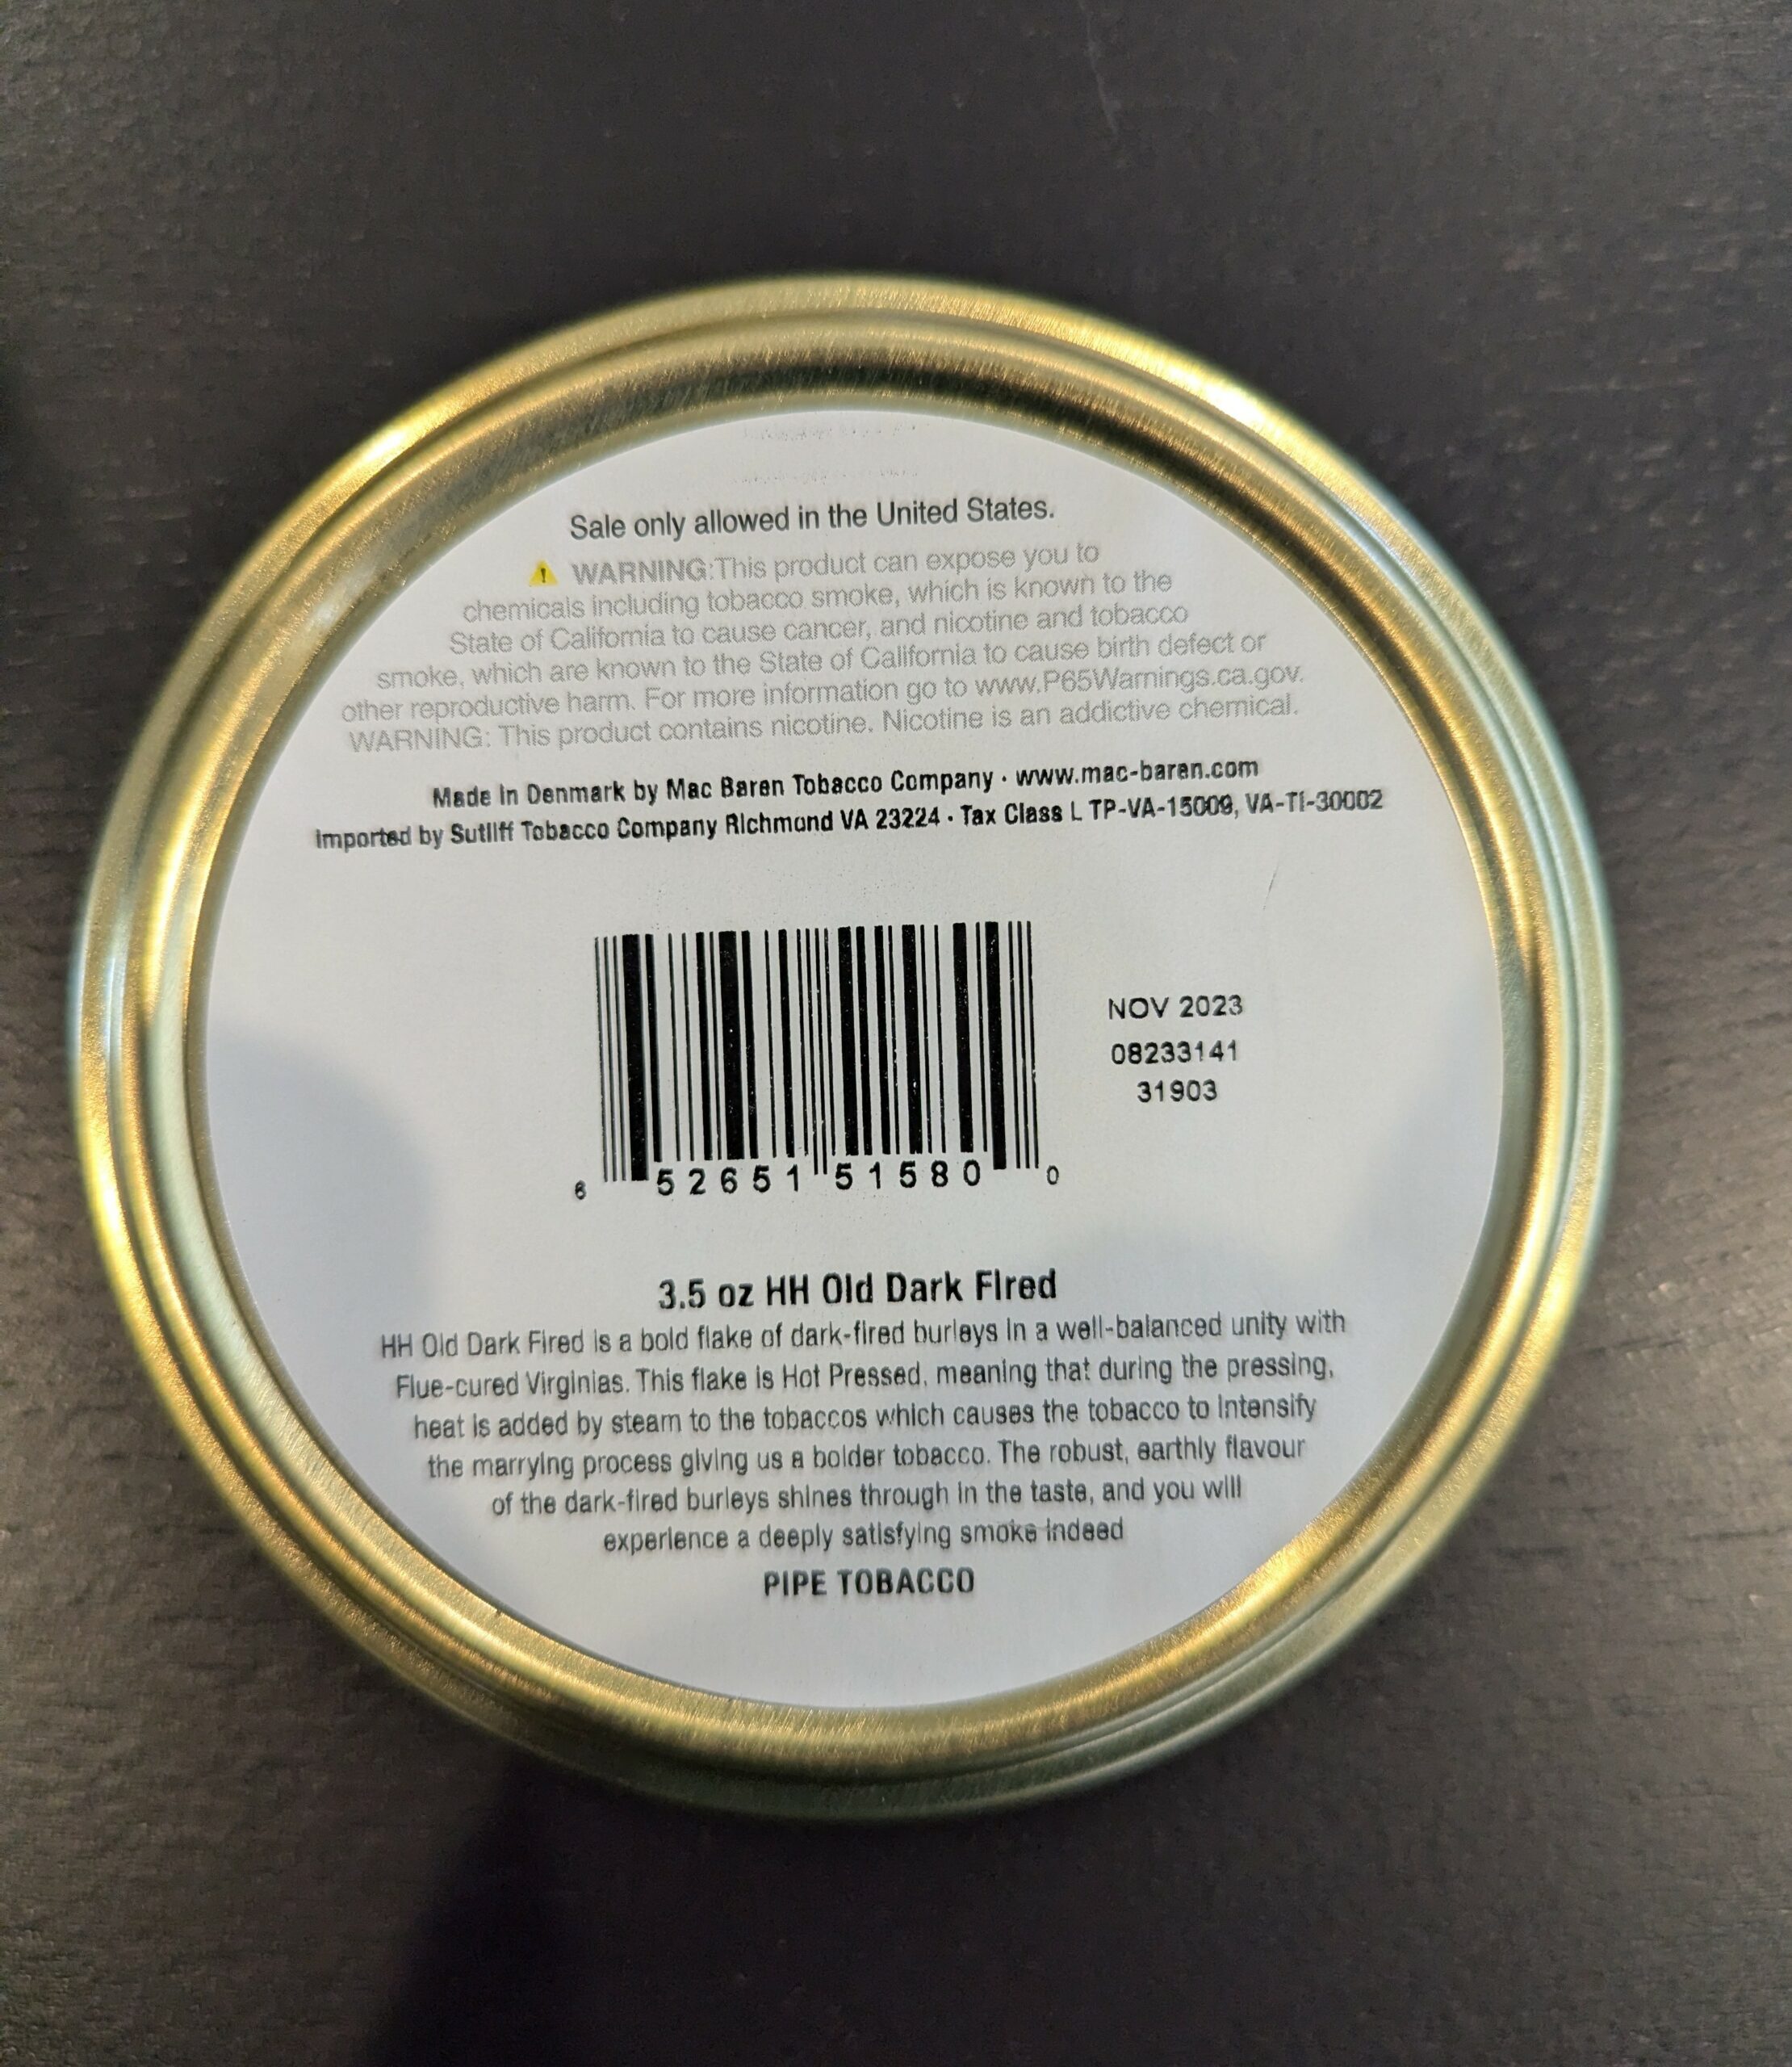 Sale only allowed in the United States.
⚠ WARNING:This product can expose you to
chemicals including tobacco smoke, which is known to the
State of California to cause cancer, and nicotine and tobacco
smoke, which are known to the State of California to cause birth defect or
other reproductive harm. For more information go to www.P65Warnings.ca.gov.
WARNING: This product contains nicotine. Nicotine is an addictive chemical.
Made in Denmark by Mac Baren Tobacco Company · www.mac-baren.com
Imported by Sutliff Tobacco Company Richmond VA 23224 · Tax Class L TP-VA-15009, VA-TI-30002
NOV 2023
08233141
31903
6 52651 51580 0
3.5 oz HH Old Dark Fired
HH Old Dark Fired is a bold flake of dark-fired burleys in a well-balanced unity with
Flue-cured Virginias. This flake is Hot Pressed, meaning that during the pressing,
heat is added by steam to the tobaccos which causes the tobacco to intensify
the marrying process giving us a bolder tobacco. The robust, earthly flavour
of the dark-fired burleys shines through in the taste, and you will
experience a deeply satisfying smoke indeed
PIPE TOBACCO